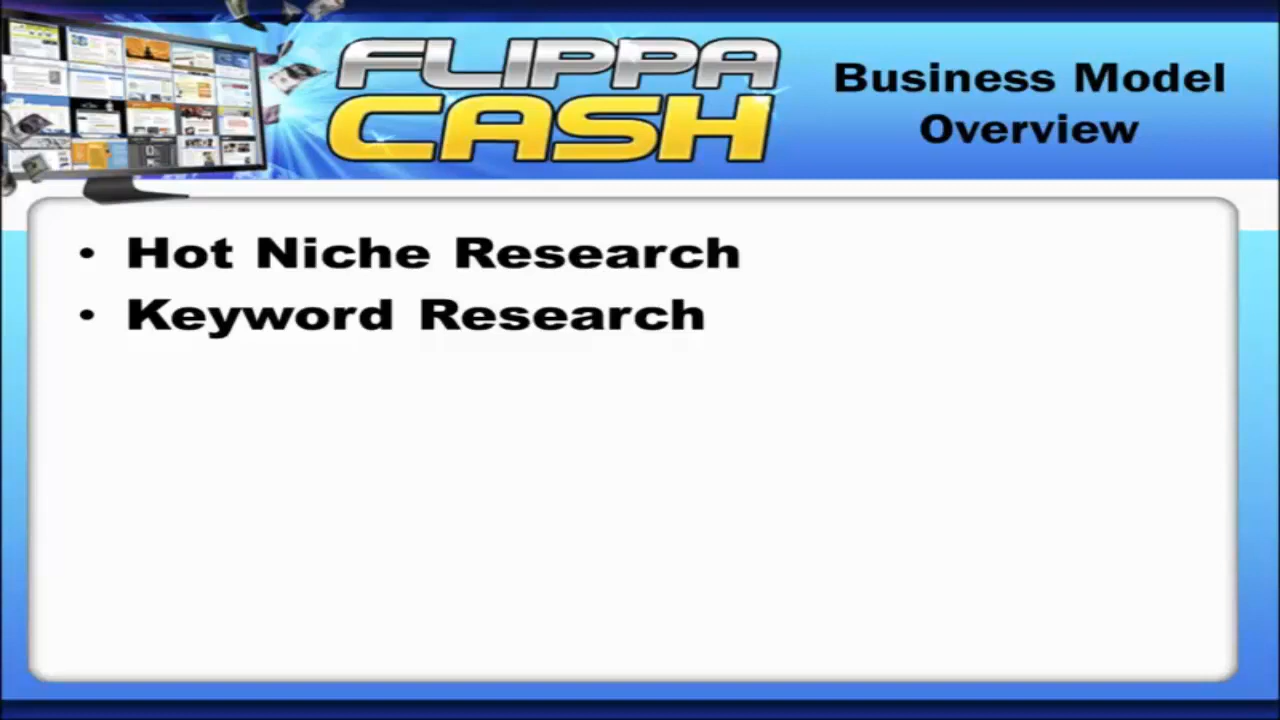 FLIPPA
CASH
Business Model
Overview
• Hot Niche Research
• Keyword Research